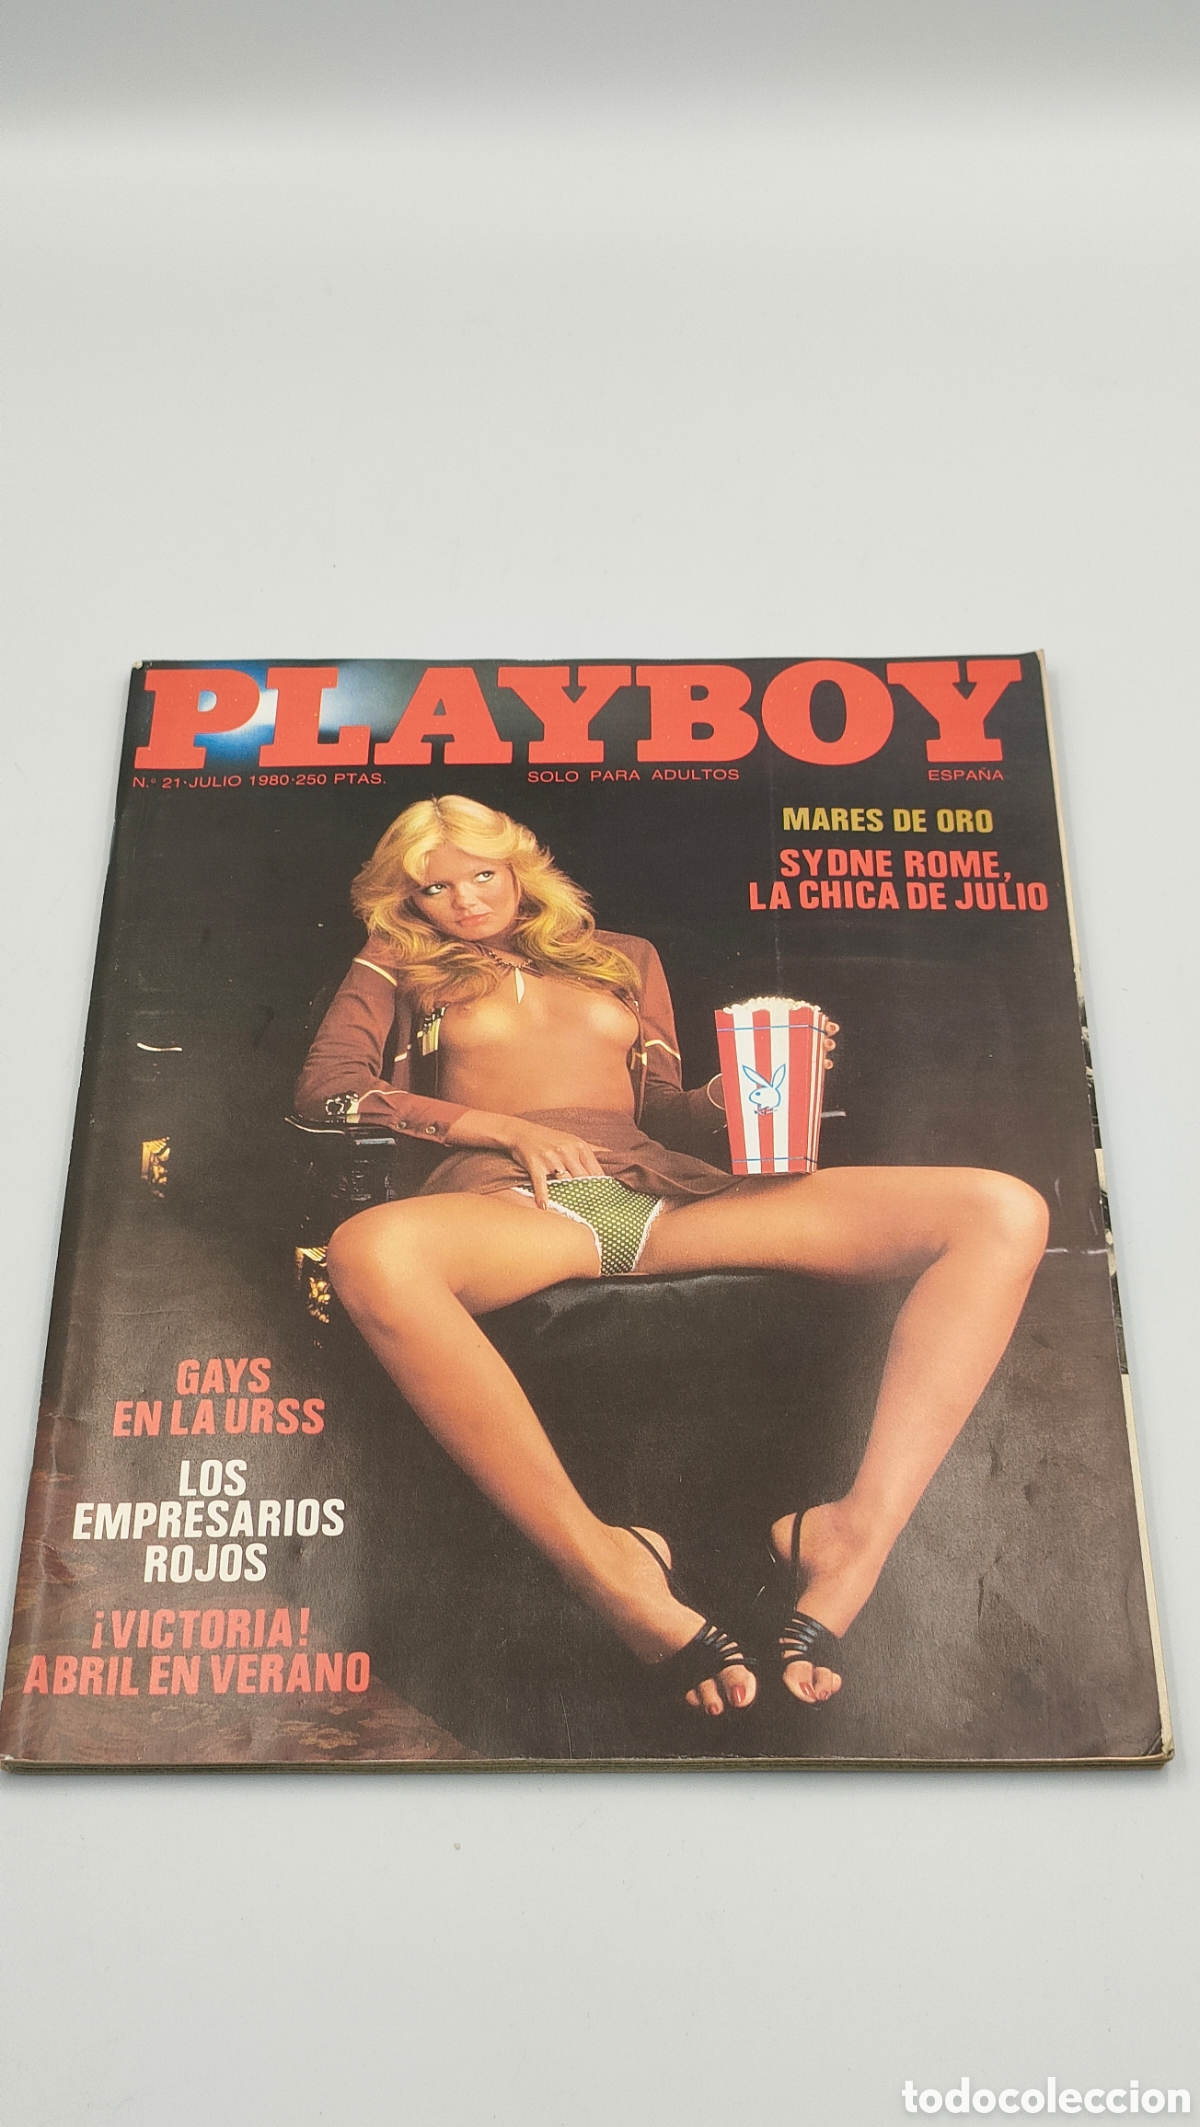 PLAYBOY
N.º 21·JULIO 1980·250 PTAS. SOLO PARA ADULTOS ESPAÑA
MARES DE ORO
SYDNE ROME,
LA CHICA DE JULIO
GAYS
EN LA URSS
LOS
EMPRESARIOS
ROJOS
¡VICTORIA!
ABRIL EN VERANO
todocoleccion